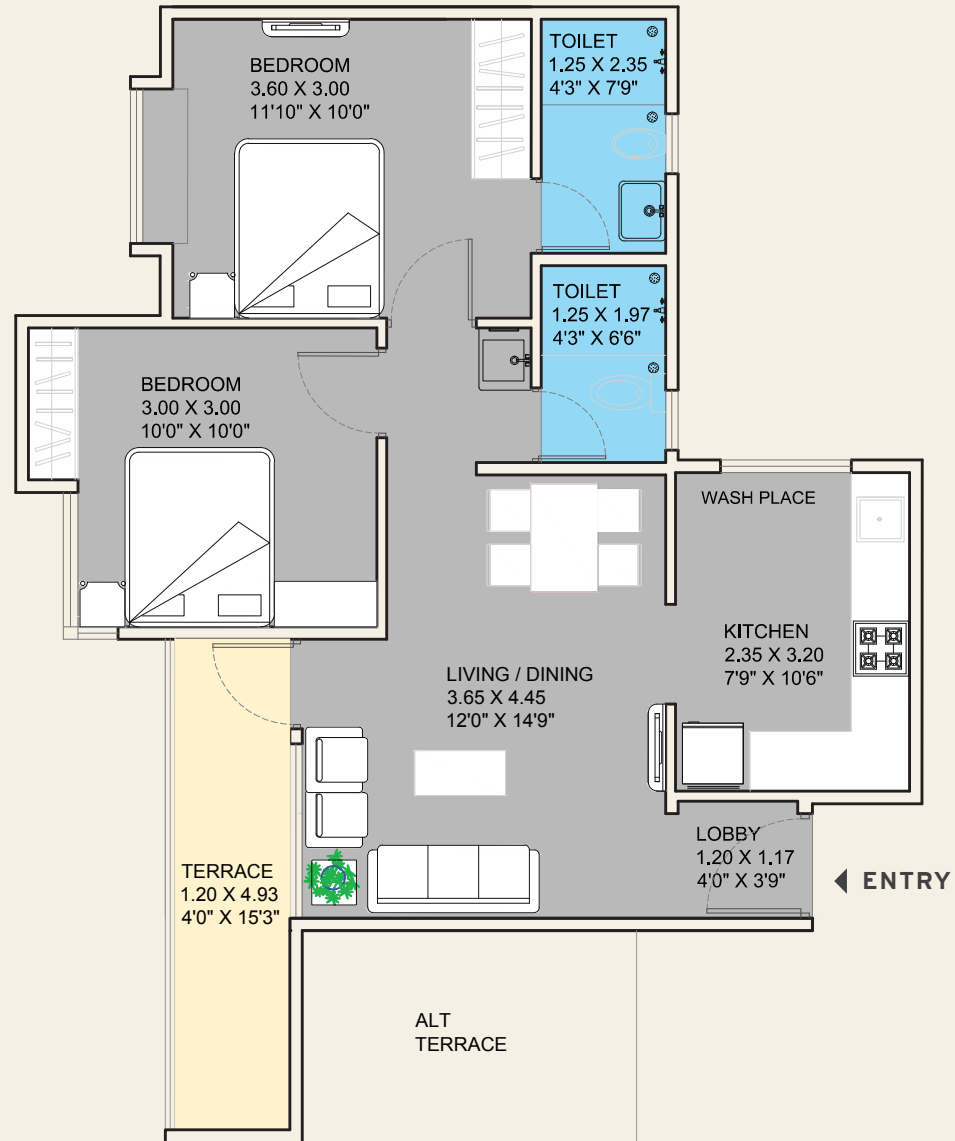 TOILET
1.25 X 2.35
4'3" X 7'9"
BEDROOM
3.60 X 3.00
11'10" X 10'0"
TOILET
1.25 X 1.97
4'3" X 6'6"
BEDROOM
3.00 X 3.00
10'0" X 10'0"
WASH PLACE
KITCHEN
2.35 X 3.20
7'9" X 10'6"
LIVING / DINING
3.65 X 4.45
12'0" X 14'9"
LOBBY
1.20 X 1.17
4'0" X 3'9"
ENTRY
TERRACE
1.20 X 4.93
4'0" X 15'3"
ALT
TERRACE